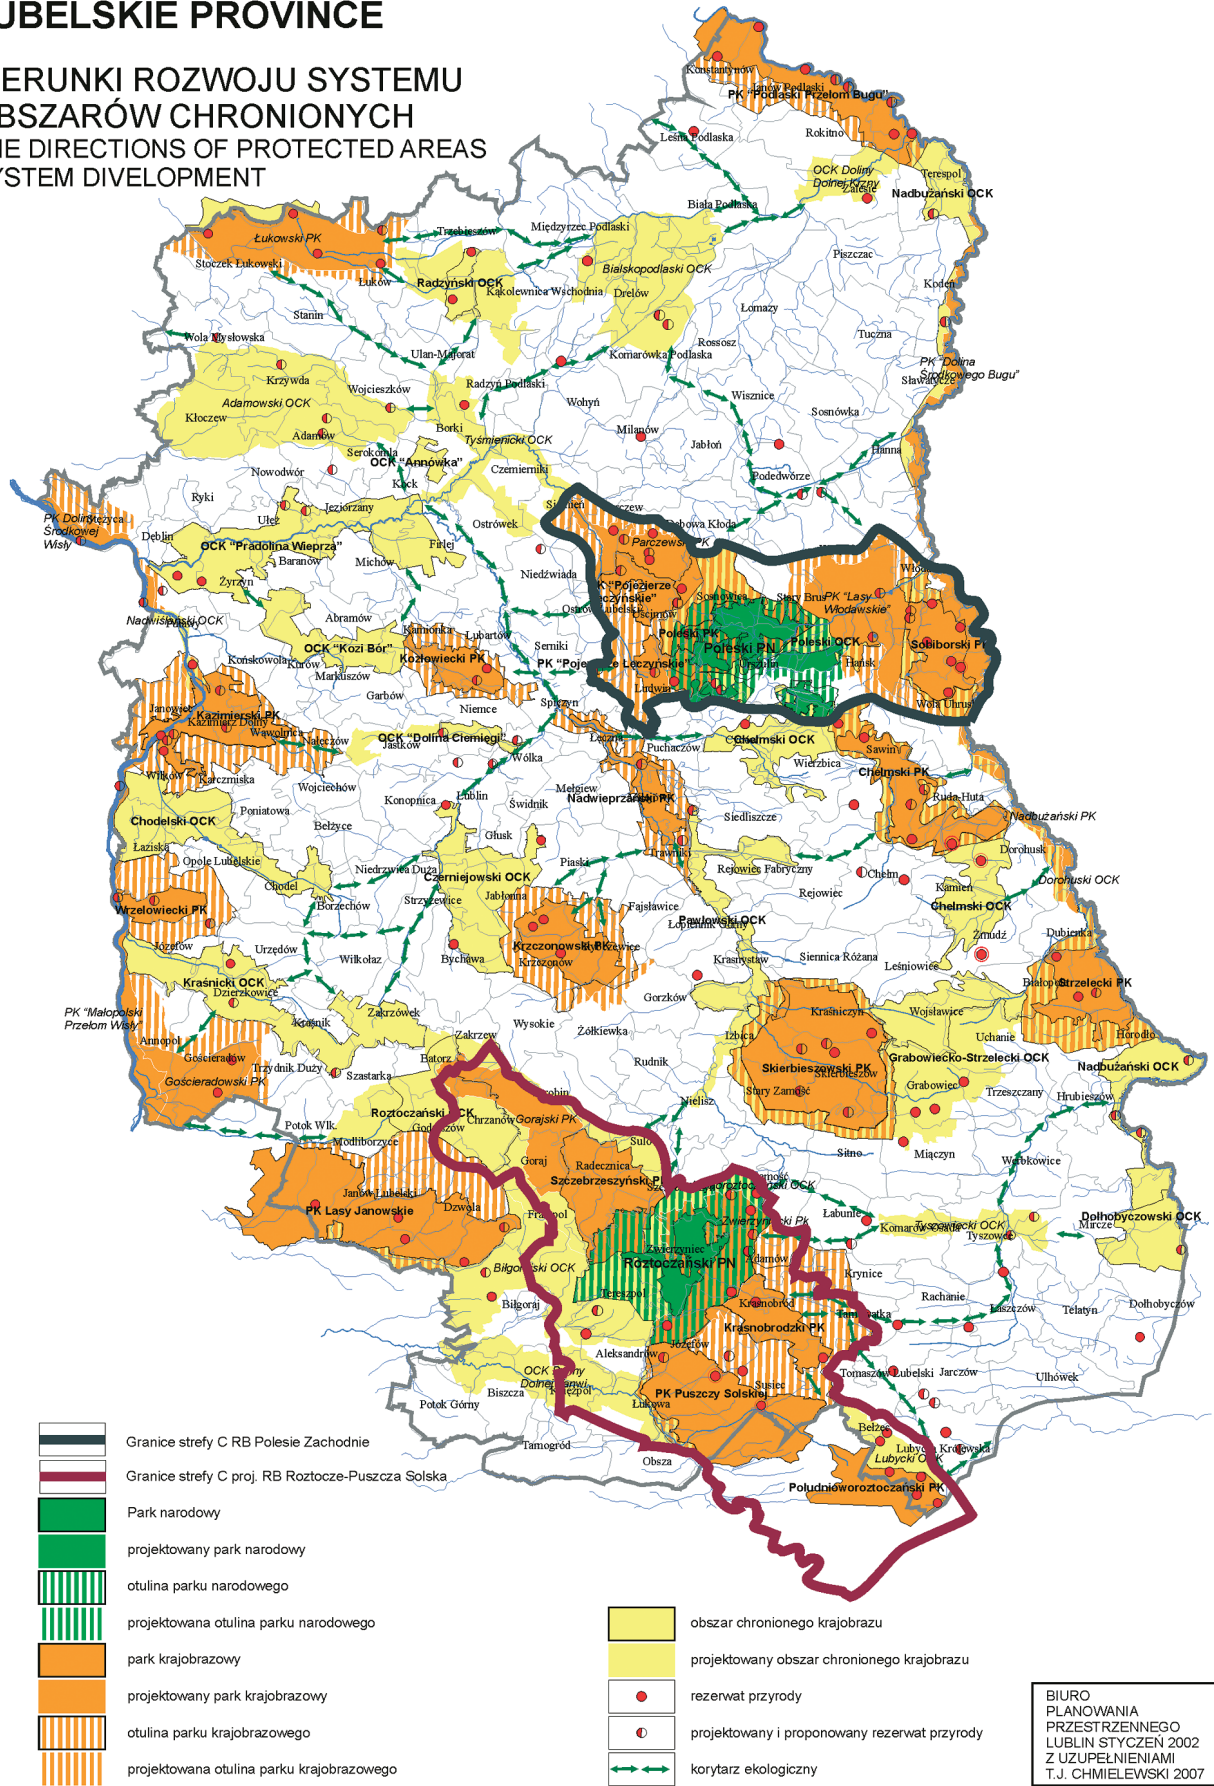 UBELSKIE PROVINCE
ERUNKI ROZWOJU SYSTEMU
BSZARÓW CHRONIONYCH
HE DIRECTIONS OF PROTECTED AREAS
YSTEM DIVELOPMENT
Konstantynów
Janów Podlaski
PK "Podlaski Przełom Bugu"
Leśna Podlaska
Rokitno
OCK Doliny
Dolnej Krzny
Zalesie
Terespol
Nadbużański OCK
Biała Podlaska
Trzebieszów
Międzyrzec Podlaski
Łukowski PK
Stoczek Łukowski
Łuków
Radzyński OCK
Kąkolewnica Wschodnia
Bialskopodlaski OCK
Drelów
Piszczac
Kodeń
Łomazy
Stanin
Wola Mysłowska
Ulan-Majorat
Komarówka Podlaska
Rossosz
Tuczna
PK "Dolina
Środkowego Bugu"
Sławatycze
Krzywda
Wojcieszków
Radzyń Podlaski
Adamowski OCK
Kłoczew
Adamów
Borki
Wohyń
Wisznice
Sosnówka
Milanów
Jabłoń
Hanna
Tyśmienicki OCK
Serokomla
OCK "Annówka"
Czemierniki
Nowodwór
Kock
Podedwórze
Ryki
Jeziorzany
Ułęż
Ostrówek
Dębowa Kłoda
PK Doliny
Środkowej
Wisły
Stężyca
Dęblin
OCK "Pradolina Wieprza"
Firlej
Parczewski PK
Baranów
Michów
Niedźwiada
Żyrzyn
Sosnowica
Stary Brus
PK "Lasy
Włodawskie"
Uścimów
Nadwiślański OCK
Puławy
Abramów
Kamionka
Lubartów
Serniki
Poleski PK
Poleski PN
Poleski OCK
Sobiborski PK
Urszulin
Hańsk
OCK "Kozi Bór"
Kozłowiecki PK
Końskowola
Kurów
Markuszów
Garbów
Niemce
Spiczyn
Ludwin
Wola Uhruska
Janowiec
Kazimierski PK
Kazimierz Dolny
Wąwolnica
Nałęczów
OCK "Dolina Ciemięgi"
Jastków
Wólka
Łęczna
Puchaczów
Chełmski OCK
Wierzbica
Sawin
Chełmski PK
Wilków
Karczmiska
Wojciechów
Konopnica
Lublin
Świdnik
Mełgiew
Nadwieprzański PK
Siedliszcze
Ruda-Huta
Nadbużański PK
Poniatowa
Bełżyce
Głusk
Chodelski OCK
Łaziska
Opole Lubelskie
Chodel
Niedrzwica Duża
Czerniejowski OCK
Piaski
Trawniki
Rejowiec Fabryczny
Chełm
Dorohusk
Dorohuski OCK
Kamień
Rejowiec
Chełmski OCK
Wrzelowiecki PK
Borzechów
Strzyżewice
Jabłonna
Fajsławice
Pawłowski OCK
Łopiennik Górny
Józefów
Urzędów
Wilkołaz
Bychawa
Krzczonowski PK
Krzczonów
Krasnystaw
Siennica Różana
Leśniowice
Żmudź
Dubienka
Kraśnicki OCK
Dzierzkowice
Gorzków
Białopole
Strzelecki PK
PK "Małopolski
Przełom Wisły"
Annopol
Kraśnik
Zakrzówek
Wysokie
Żółkiewka
Izbica
Kraśniczyn
Wojsławice
Uchanie
Horodło
Gościeradów
Gościeradowski PK
Trzydnik Duży
Szastarka
Batorz
Zakrzew
Rudnik
Skierbieszowski PK
Skierbieszów
Stary Zamość
Grabowiecko-Strzelecki OCK
Grabowiec
Nadbużański OCK
Trzeszczany
Hrubieszów
Potok Wlk.
Modliborzyce
Roztoczański OCK
Chrzanów
Gorajski PK
Nielisz
Sitno
Miączyn
Werbkowice
Goraj
Radecznica
Szczebrzeszyński PK
Janów Lubelski
PK Lasy Janowskie
Dzwola
Frampol
Zwierzyniecki Pk
Łabunie
Tyszowiecki OCK
Tyszowce
Dołhobyczowski OCK
Mircze
Zwierzyniec
Roztoczański PN
Adamów
Krynice
Biłgorajski OCK
Biłgoraj
Tereszpol
Krasnobród
Krasnobrodzki PK
Rachanie
Łaszczów
Telatyn
Dołhobyczów
Aleksandrów
Józefów
Susiec
PK Puszczy Solskiej
Tomaszów Lubelski
Jarczów
Ulhówek
Biszcza
Potok Górny
Łukowa
Tarnogród
Obsza
Bełżec
Lubycza Królewska
Lubycki OCK
Południoworoztoczański PK
Granice strefy C RB Polesie Zachodnie
Granice strefy C proj. RB Roztocze-Puszcza Solska
Park narodowy
projektowany park narodowy
otulina parku narodowego
projektowana otulina parku narodowego
park krajobrazowy
projektowany park krajobrazowy
otulina parku krajobrazowego
projektowana otulina parku krajobrazowego
obszar chronionego krajobrazu
projektowany obszar chronionego krajobrazu
rezerwat przyrody
projektowany i proponowany rezerwat przyrody
korytarz ekologiczny
BIURO
PLANOWANIA
PRZESTRZENNEGO
LUBLIN STYCZEŃ 2002
Z UZUPEŁNIENIAMI
T.J. CHMIELEWSKI 2007